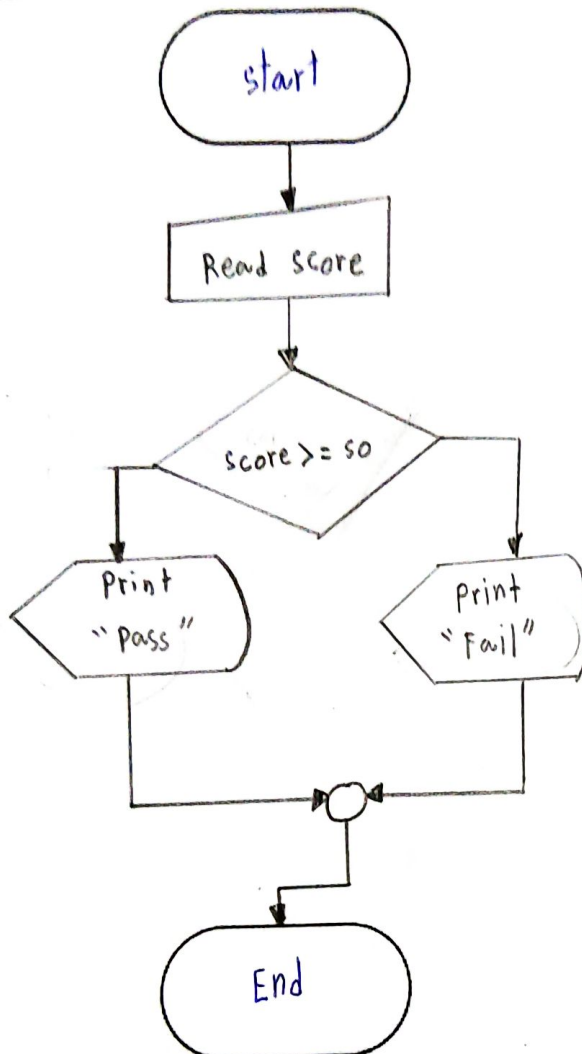 start
Read score
score >= 50
Print
"Pass"
Print
"Fail"
End